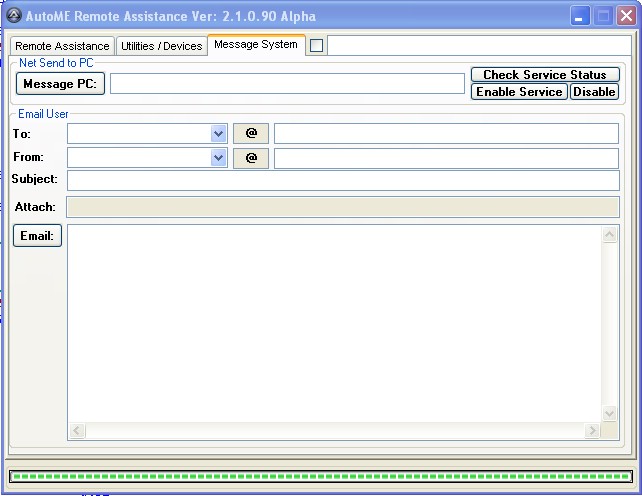 AutoME Remote Assistance Ver: 2.1.0.90 Alpha
Remote Assistance Utilities / Devices Message System
Net Send to PC
Message PC: Check Service Status
Enable Service Disable
Email User
To: @
From: @
Subject:
Attach:
Email: